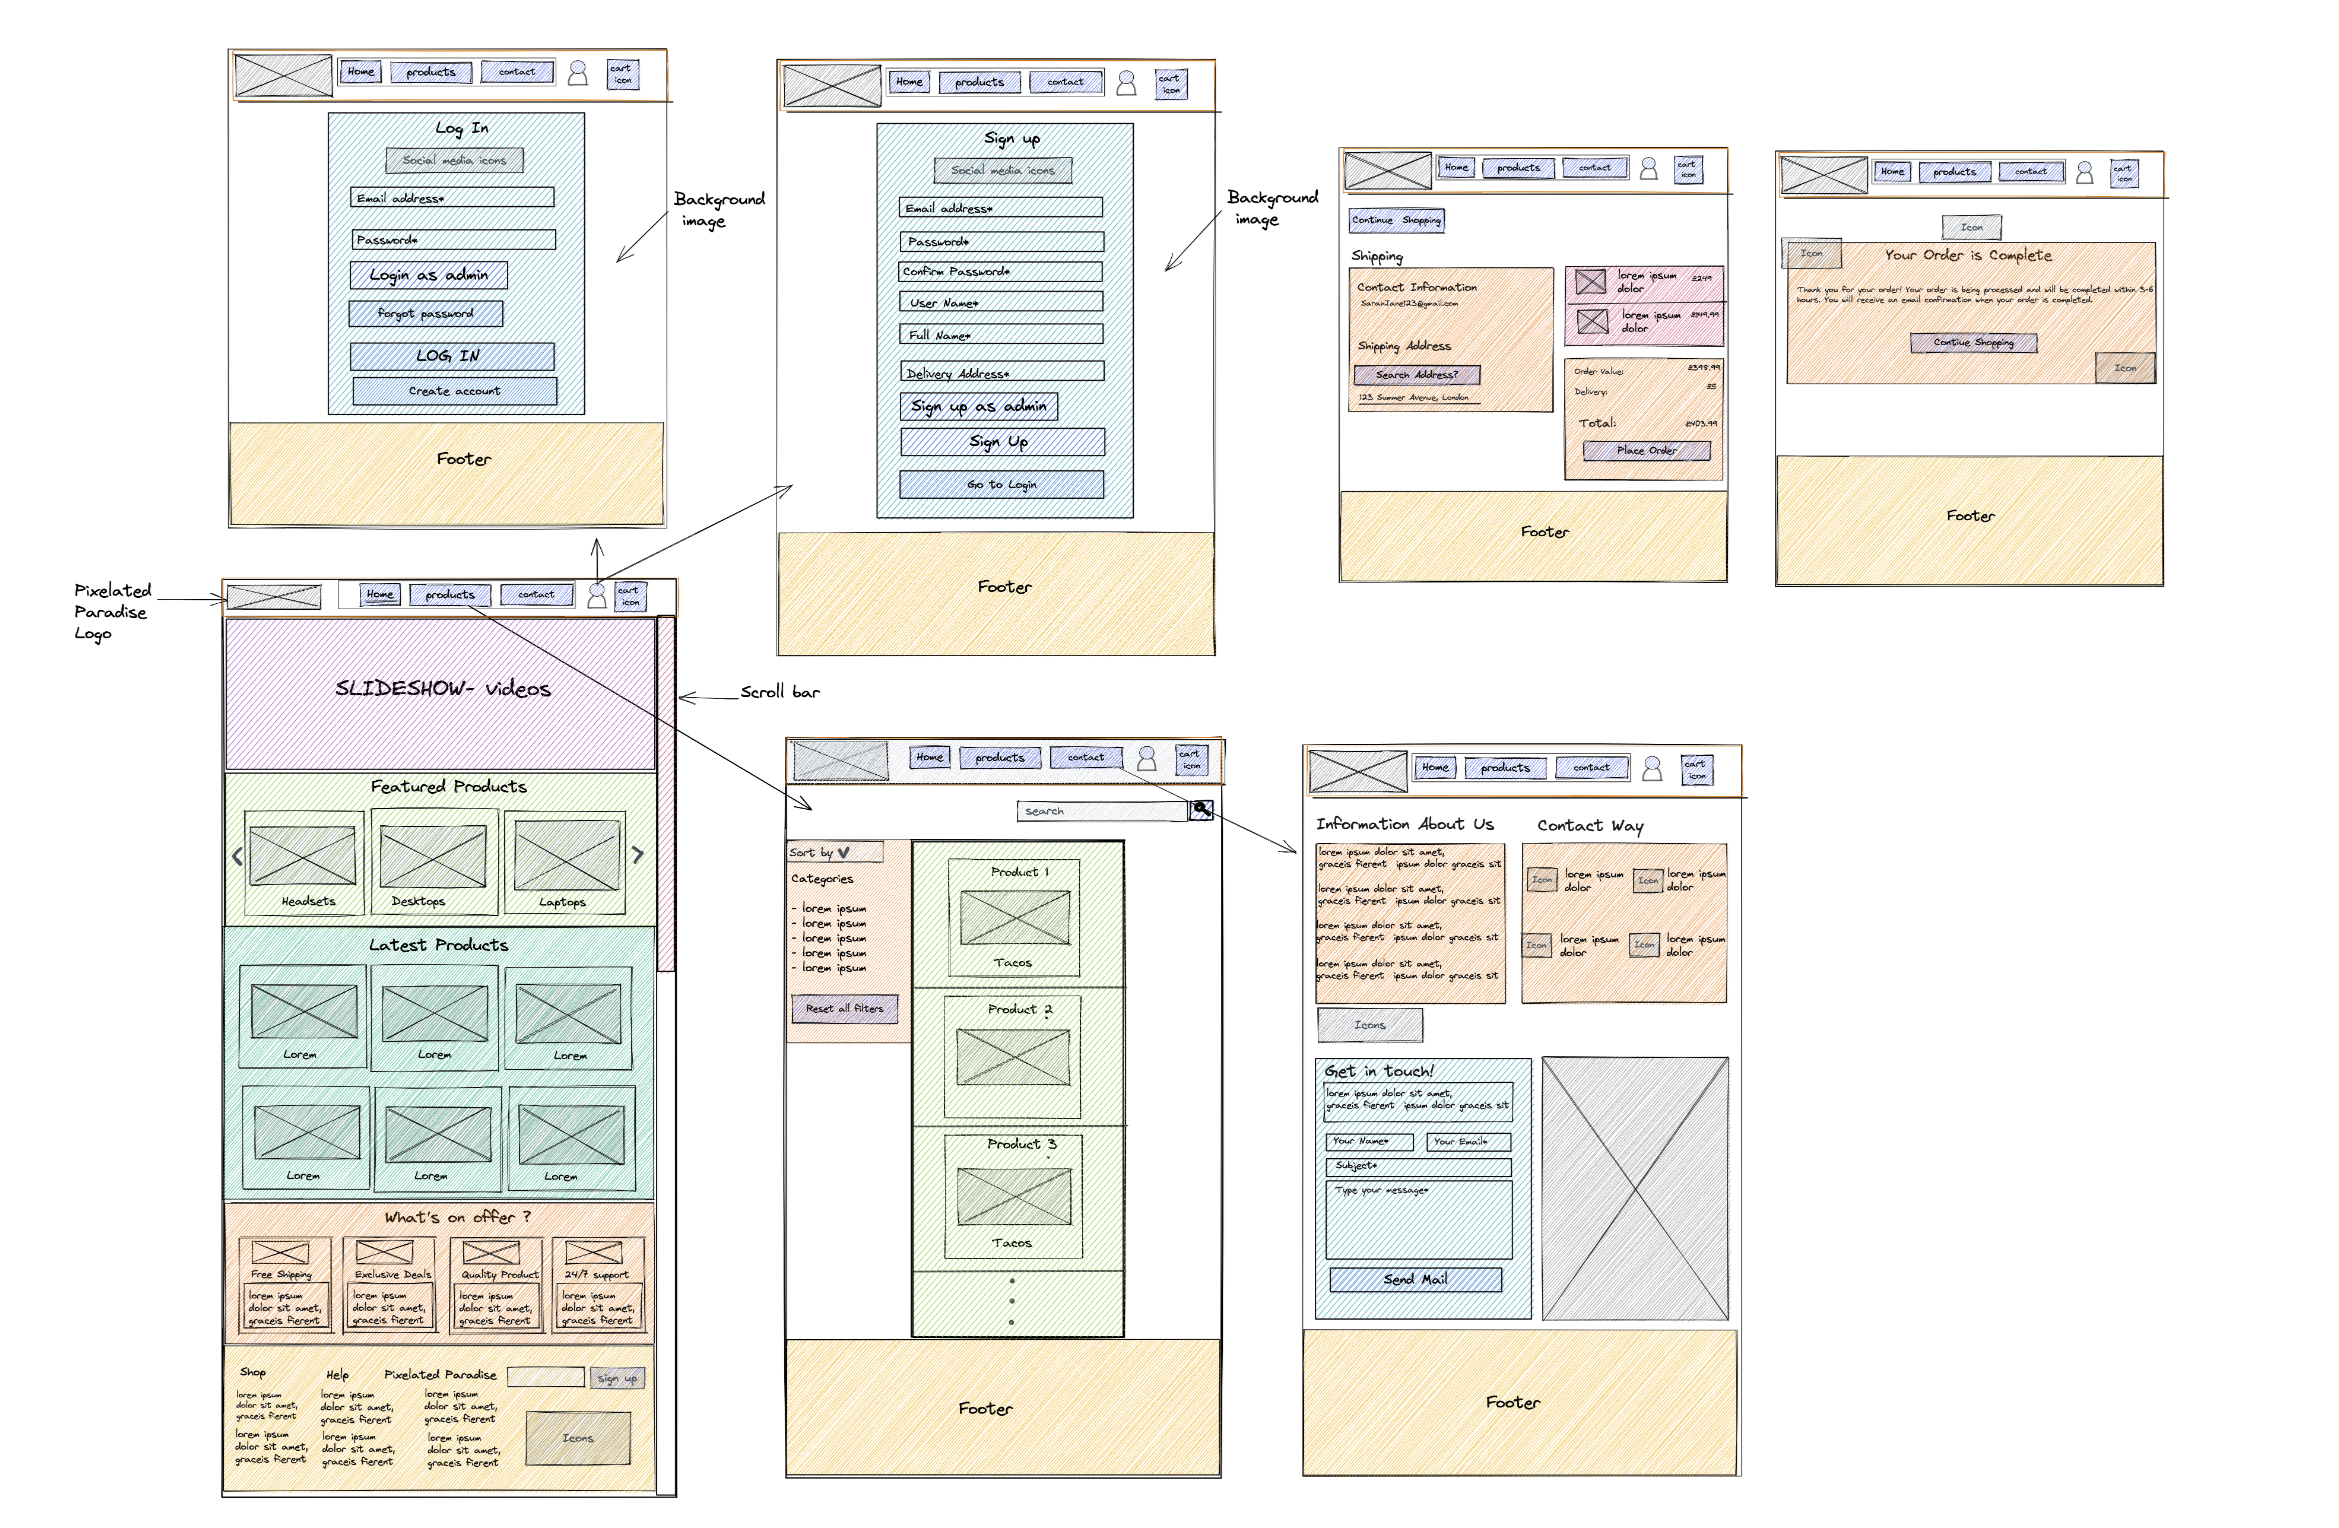 Home
products
contact
cart
icon
Log In
Social media icons
Email address*
Password*
Login as admin
forgot password
LOG IN
Create account
Footer
Background
image
Home
products
contact
cart
icon
Sign up
Social media icons
Email address*
Password*
Confirm Password*
User Name*
Full Name*
Delivery Address*
Sign up as admin
Sign Up
Go to Login
Footer
Background
image
Home
products
contact
cart
icon
Continue Shopping
Shipping
Contact Information
SarahJane123@gmail.com
Shipping Address
Search Address?
123 Summer Avenue, London
lorem ipsum
dolor
£249
lorem ipsum
dolor
£149,99
Order Value:
£398.99
Delivery:
£5
Total:
£403.99
Place Order
Footer
Home
products
contact
cart
icon
Icon
Icon
Your Order is Complete
Thank you for your order! Your order is being processed and will be completed within 3-6
hours. You will receive an email confirmation when your order is completed.
Contiue Shopping
Icon
Footer
Pixelated
Paradise
Logo
Home
products
contact
cart
icon
SLIDESHOW- videos
Scroll bar
Featured Products
Headsets
Desktops
Laptops
Latest Products
Lorem
Lorem
Lorem
Lorem
Lorem
Lorem
What's on offer ?
Free Shipping
lorem ipsum
dolor sit amet,
graceis fierent
Exclusive Deals
lorem ipsum
dolor sit amet,
graceis fierent
Quality Product
lorem ipsum
dolor sit amet,
graceis fierent
24/7 support
lorem ipsum
dolor sit amet,
graceis fierent
Shop
lorem ipsum
dolor sit amet,
graceis fierent
lorem ipsum
dolor sit amet,
graceis fierent
Help
lorem ipsum
dolor sit amet,
graceis fierent
lorem ipsum
dolor sit amet,
graceis fierent
Pixelated Paradise
lorem ipsum
dolor sit amet,
graceis fierent
lorem ipsum
dolor sit amet,
graceis fierent
sign up
Icons
Home
products
contact
cart
icon
search
Sort by
Categories
- lorem ipsum
- lorem ipsum
- lorem ipsum
- lorem ipsum
- lorem ipsum
Reset all filters
Product 1
Tacos
Product 2
Product 3
Tacos
Footer
Home
products
contact
cart
icon
Information About Us
lorem ipsum dolor sit amet,
graceis fierent ipsum dolor graceis sit
lorem ipsum dolor sit amet,
graceis fierent ipsum dolor graceis sit
lorem ipsum dolor sit amet,
graceis fierent ipsum dolor graceis sit
lorem ipsum dolor sit amet,
graceis fierent ipsum dolor graceis sit
Contact Way
Icon
lorem ipsum
dolor
Icon
lorem ipsum
dolor
Icon
lorem ipsum
dolor
Icon
lorem ipsum
dolor
Icons
Get in touch!
lorem ipsum dolor sit amet,
graceis fierent ipsum dolor graceis sit
Your Name*
Your Email*
Subject*
Type your message*
Send Mail
Footer